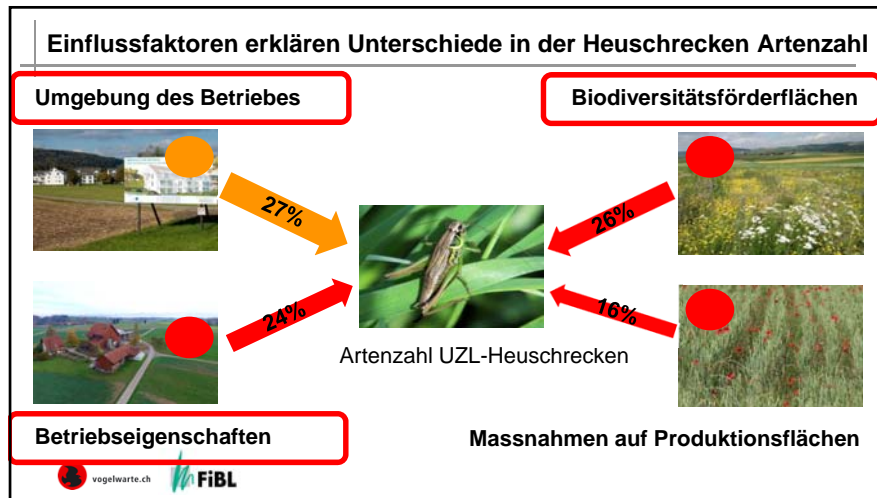 Einflussfaktoren erklären Unterschiede in der Heuschrecken Artenzahl
Umgebung des Betriebes
Biodiversitätsförderflächen
27%
26%
24%
16%
Artenzahl UZL-Heuschrecken
Betriebseigenschaften
Massnahmen auf Produktionsflächen
vogelwarte.ch
FiBL